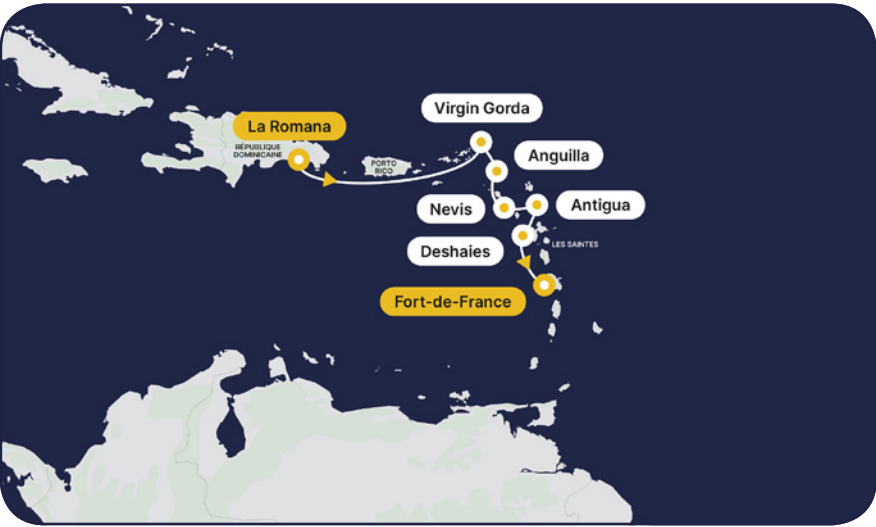 Virgin Gorda
La Romana
RÉPUBLIQUE
DOMINICAINE
PORTO
RICO
Anguilla
Nevis
Antigua
Deshaies
LES SAINTES
Fort-de-France